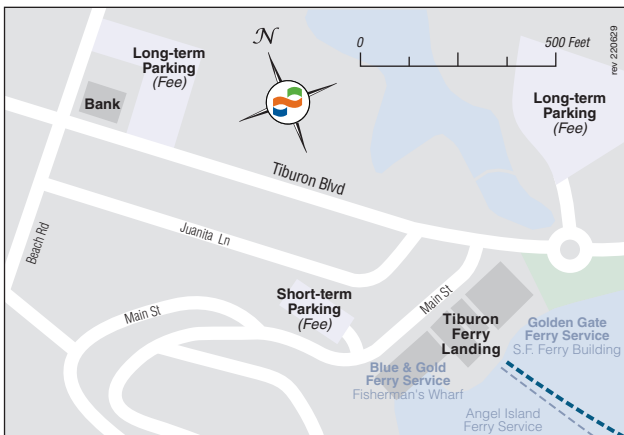 Long-term
Parking
(Fee)
Bank
N
0
500 Feet
rev 220629
Long-term
Parking
(Fee)
Tiburon Blvd
Juanita Ln
Beach Rd
Main St
Short-term
Parking
(Fee)
Main St
Tiburon
Ferry
Landing
Golden Gate
Ferry Service
S.F. Ferry Building
Blue & Gold
Ferry Service
Fisherman's Wharf
Angel Island
Ferry Service